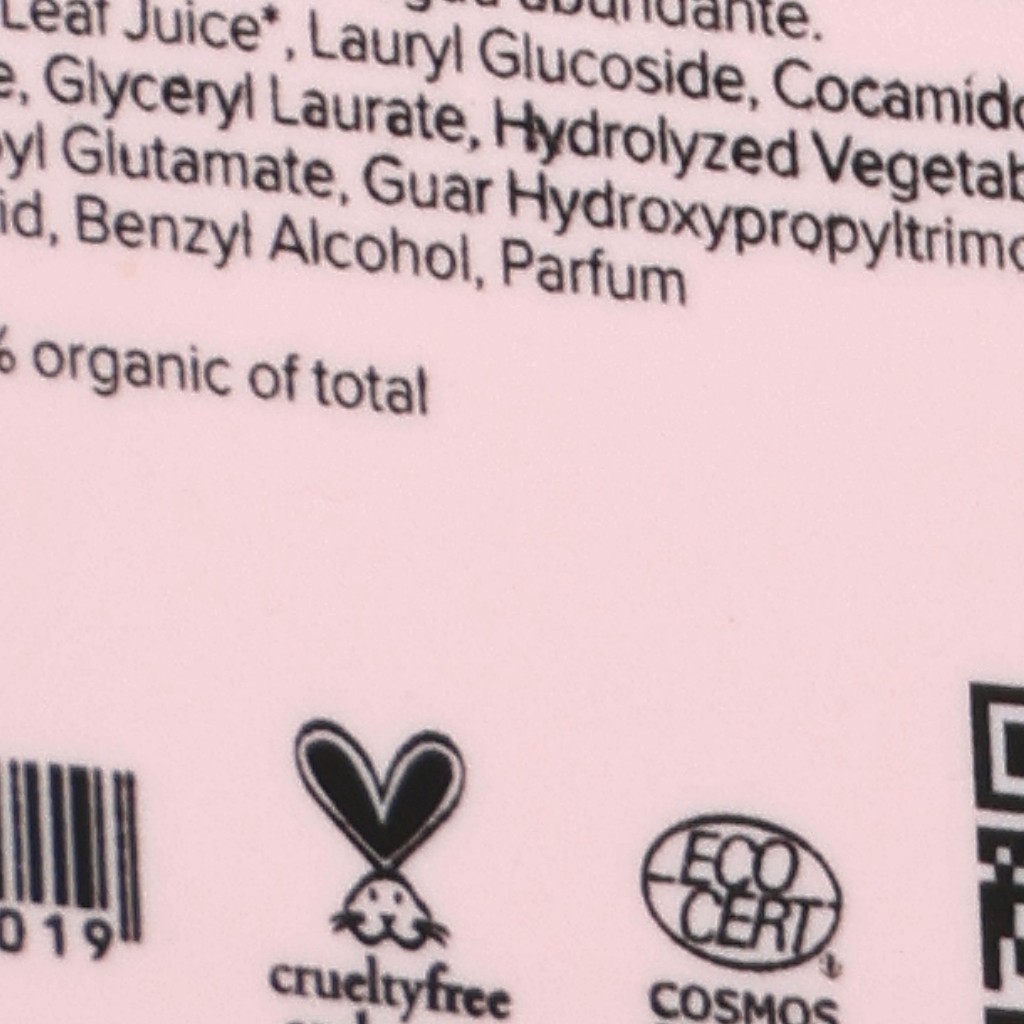 abundante.
Leaf Juice*, Lauryl Glucoside, Cocamido
e, Glyceryl Laurate, Hydrolyzed Vegetab
yl Glutamate, Guar Hydroxypropyltrimo
id, Benzyl Alcohol, Parfum
% organic of total
019
ECO
CERT
crueltyfree
COSMOS